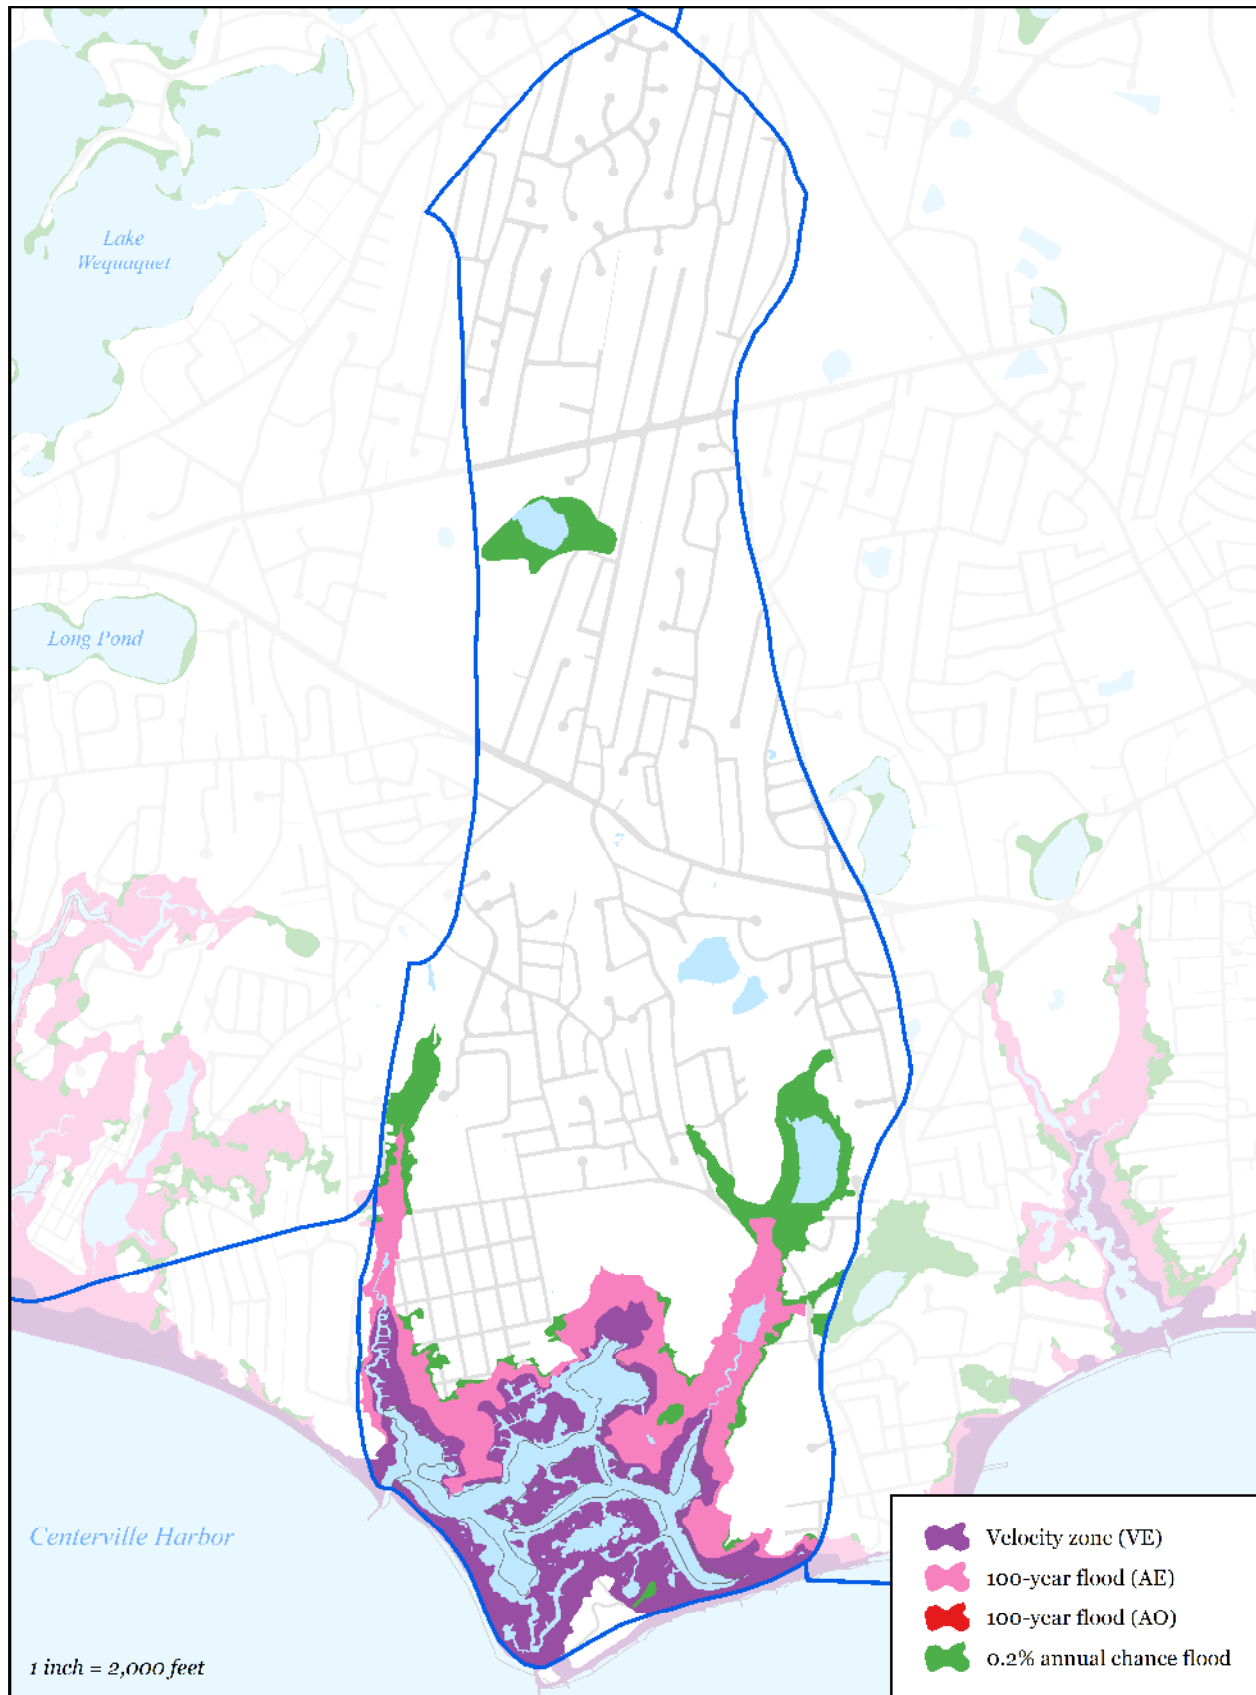 Lake
Wequaquet
Long Pond
Centerville Harbor
1 inch = 2,000 feet
Velocity zone (VE)
100-year flood (AE)
100-year flood (AO)
0.2% annual chance flood